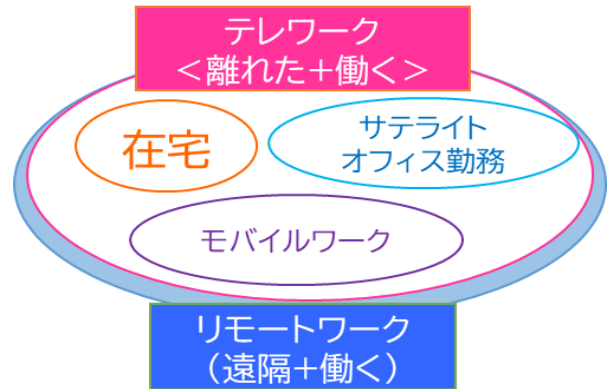 テレワーク
＜離れた+働く＞
在宅
サテライト
オフィス勤務
モバイルワーク
リモートワーク
（遠隔+働く）